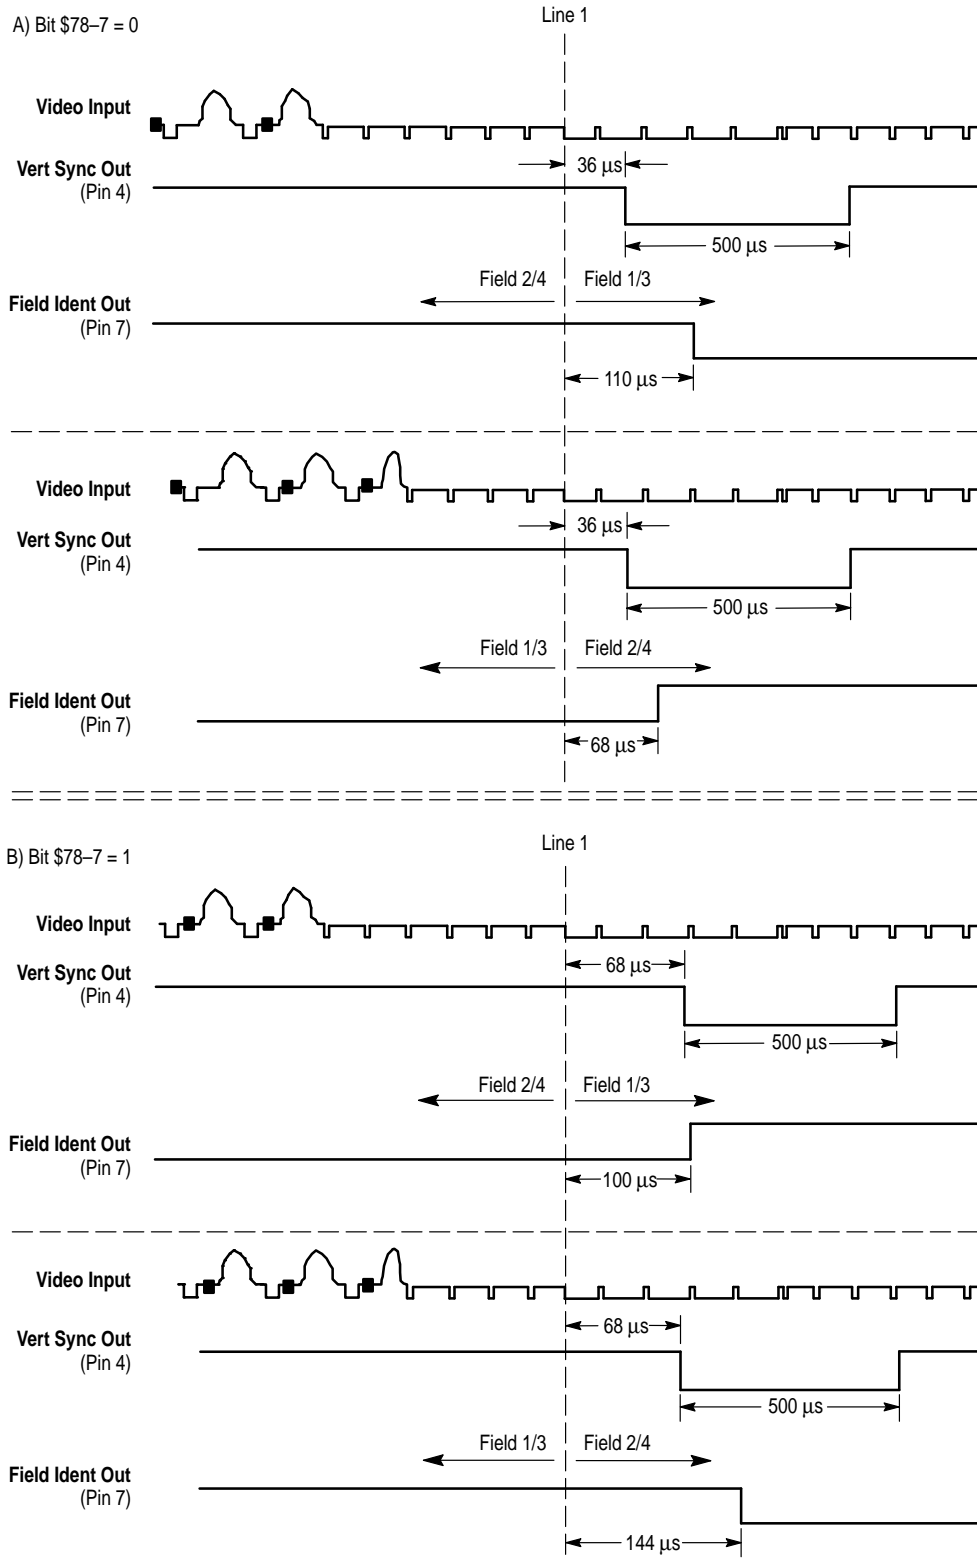 A) Bit $78–7 = 0
Line 1
Video Input
Vert Sync Out
(Pin 4)
36 µs
500 µs
Field 2/4
Field 1/3
Field Ident Out
(Pin 7)
110 µs
Video Input
Vert Sync Out
(Pin 4)
36 µs
500 µs
Field 1/3
Field 2/4
Field Ident Out
(Pin 7)
68 µs
B) Bit $78–7 = 1
Line 1
Video Input
Vert Sync Out
(Pin 4)
68 µs
500 µs
Field 2/4
Field 1/3
Field Ident Out
(Pin 7)
100 µs
Video Input
Vert Sync Out
(Pin 4)
68 µs
500 µs
Field 1/3
Field 2/4
Field Ident Out
(Pin 7)
144 µs